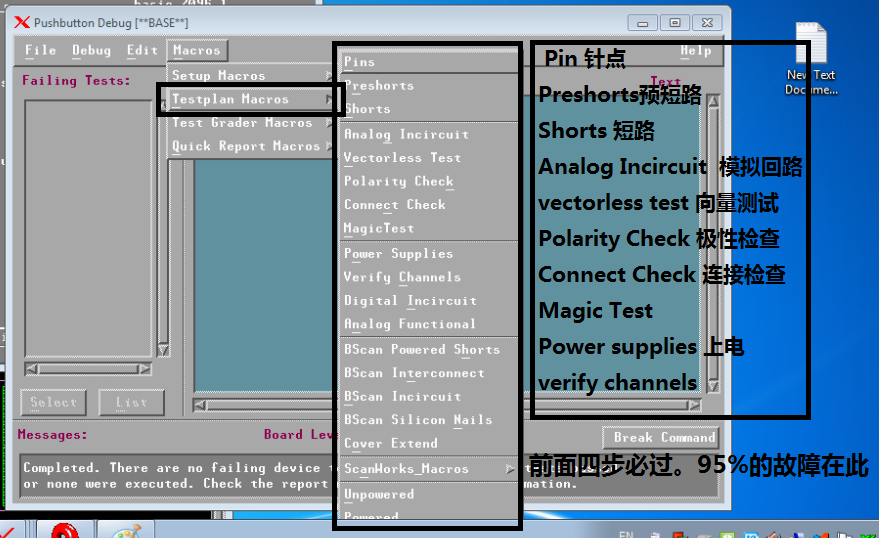 Pushbutton Debug [**BASE**]
File Debug Edit Macros Help
Failing Tests:
Text
Setup Macros
Testplan Macros
Test Grader Macros
Quick Report Macros
Pins
Preshorts
Shorts
Analog Incircuit
Vectorless Test
Polarity Check
Connect Check
MagicTest
Power Supplies
Verify Channels
Digital Incircuit
Analog Functional
BScan Powered Shorts
BScan Interconnect
BScan Incircuit
BScan Silicon Nails
Cover Extend
ScanWorks_Macros
Unpowered
Powered
Pin 针点
Preshorts预短路
Shorts 短路
Analog Incircuit 模拟回路
vectorless test 向量测试
Polarity Check 极性检查
Connect Check 连接检查
Magic Test
Power supplies 上电
verify channels
前面四步必过。95%的故障在此
New Text
Docume...
Select List
Messages:
Board Lev
Break Command
Completed. There are no failing device t
or none were executed. Check the report
mation.
EN